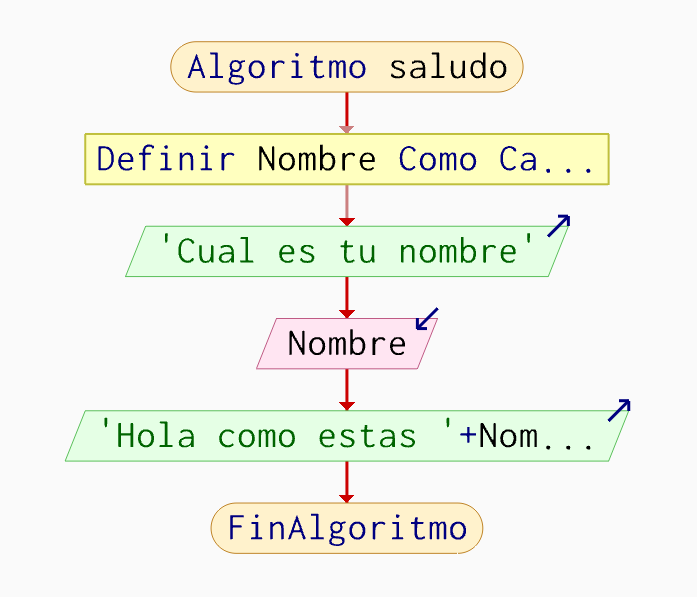 Algoritmo saludo
Definir Nombre Como Ca...
'Cual es tu nombre'
Nombre
'Hola como estas '+Nom...
FinAlgoritmo